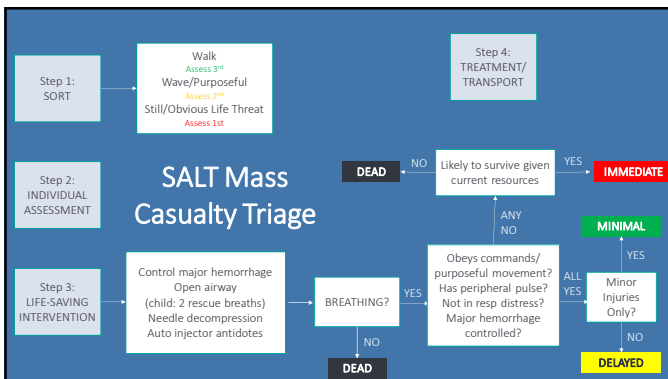 Step 1:
SORT
Walk
Assess 3rd
Wave/Purposeful
Assess 2nd
Still/Obvious Life Threat
Assess 1st
Step 4:
TREATMENT/
TRANSPORT
Step 2:
INDIVIDUAL
ASSESSMENT
SALT Mass
Casualty Triage
DEAD
NO
Likely to survive given
current resources
YES
IMMEDIATE
ANY
NO
MINIMAL
YES
Step 3:
LIFE-SAVING
INTERVENTION
Control major hemorrhage
Open airway
(child: 2 rescue breaths)
Needle decompression
Auto injector antidotes
BREATHING?
YES
NO
DEAD
Obeys commands/
purposeful movement?
Has peripheral pulse?
Not in resp distress?
Major hemorrhage
controlled?
ALL
YES
Minor
Injuries
Only?
NO
DELAYED